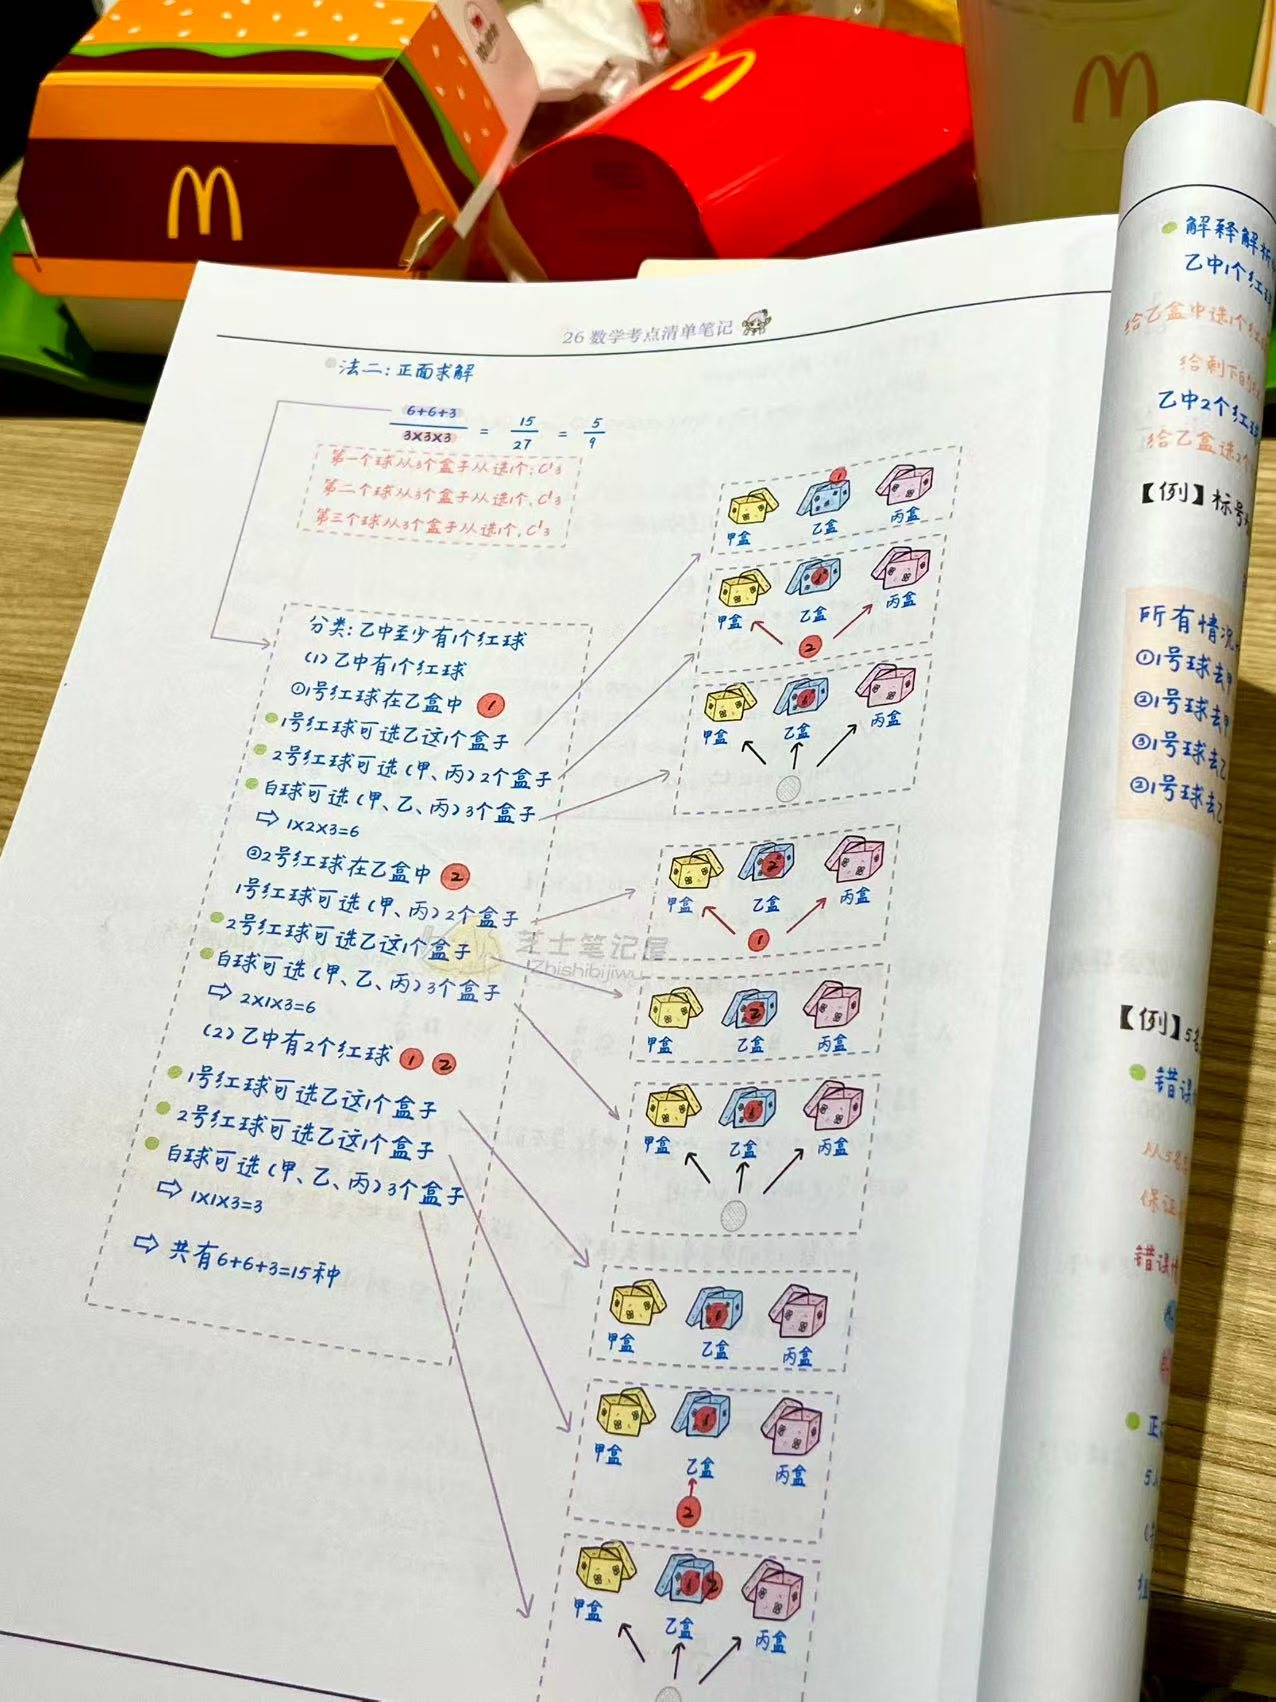 26 数学考点清单笔记
法二：正面求解
6+6+3
3×3×3
=
15
27
=
5
9
第一个球从3个盒子从选1个：C¹₃
第二个球从3个盒子从选1个，C¹₃
第三个球从3个盒子从选1个，C¹₃
分类：乙中至少有1个红球
（1）乙中有1个红球
①1号红球在乙盒中 1
1号红球可选乙这1个盒子
2号红球可选（甲、丙）2个盒子
白球可选（甲、乙、丙）3个盒子
⇨ 1×2×3=6
②2号红球在乙盒中 2
1号红球可选（甲、丙）2个盒子
2号红球可选乙这1个盒子
白球可选（甲、乙、丙）3个盒子
⇨ 2×1×3=6
（2）乙中有2个红球 1 2
1号红球可选乙这1个盒子
2号红球可选乙这1个盒子
白球可选（甲、乙、丙）3个盒子
⇨ 1×1×3=3
⇨ 共有6+6+3=15种
1
甲盒 乙盒 丙盒
甲盒 乙盒 丙盒
2
甲盒 乙盒 丙盒
2
甲盒 乙盒 丙盒
1
2
甲盒 乙盒 丙盒
甲盒 乙盒 丙盒
甲盒 乙盒 丙盒
甲盒 乙盒 丙盒
2
2
甲盒 乙盒 丙盒
芝士笔记屋
Zhishibijiwu
解释解析
乙中1个红球
给乙盒中选1个红
给剩下
乙中2个红球
给乙盒选2个
【例】标号
所有情况
①1号球去甲
②1号球去甲
③1号球去乙
②1号球去乙
【例】5名
错误
从5名
保证
错误
正
5人